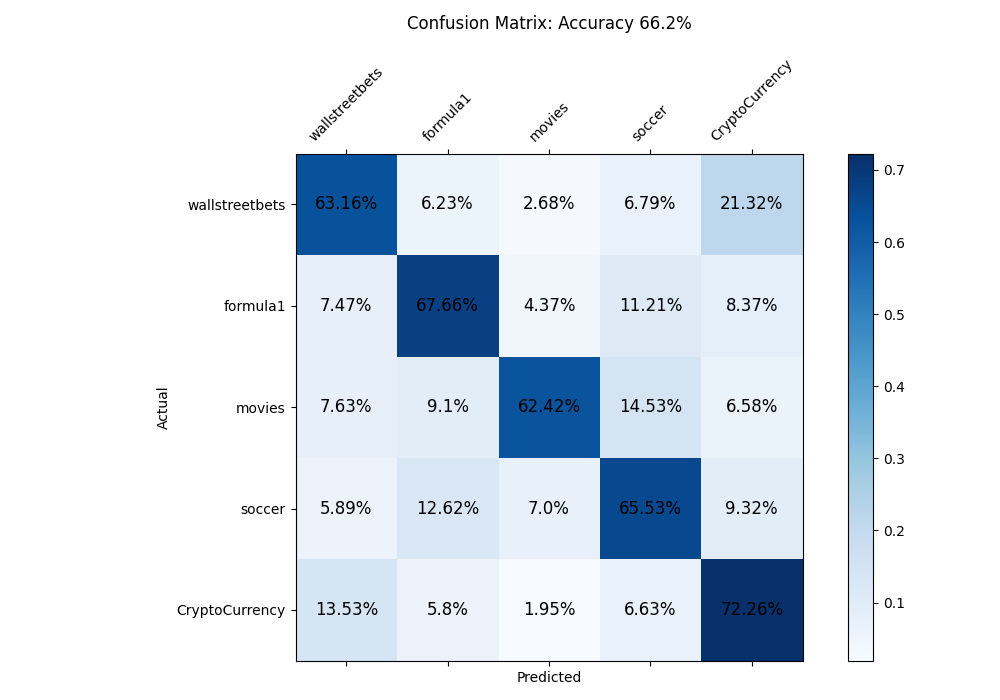 Confusion Matrix: Accuracy 66.2%
wallstreetbets formula1 movies soccer CryptoCurrency
wallstreetbets 63.16% 6.23% 2.68% 6.79% 21.32%
formula1 7.47% 67.66% 4.37% 11.21% 8.37%
movies 7.63% 9.1% 62.42% 14.53% 6.58%
soccer 5.89% 12.62% 7.0% 65.53% 9.32%
CryptoCurrency 13.53% 5.8% 1.95% 6.63% 72.26%
Actual
Predicted
0.7
0.6
0.5
0.4
0.3
0.2
0.1